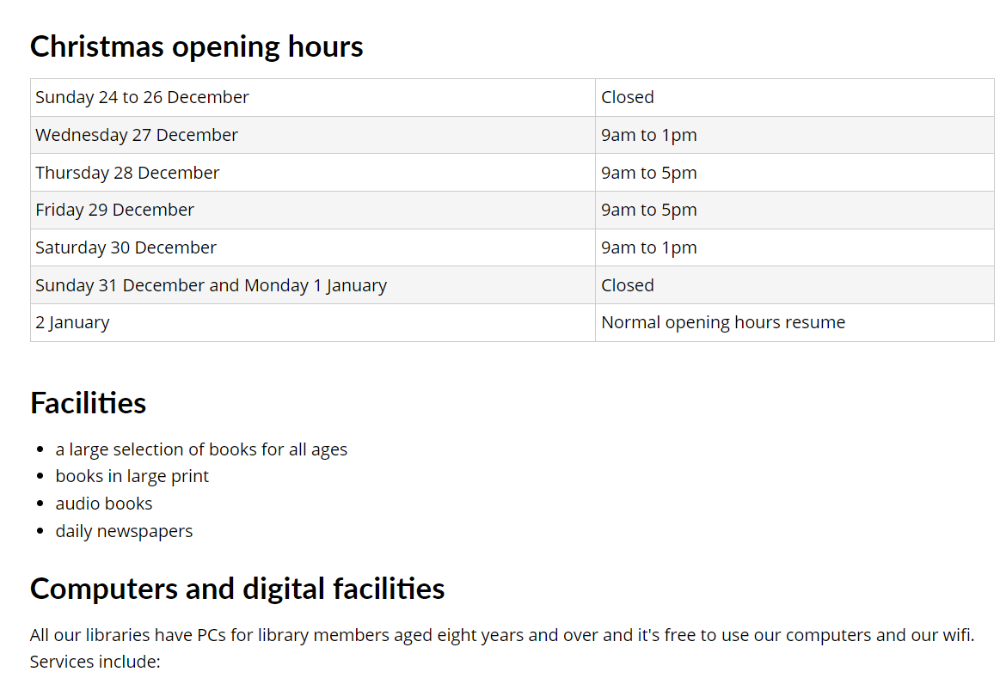 Christmas opening hours
Sunday 24 to 26 December Closed
Wednesday 27 December 9am to 1pm
Thursday 28 December 9am to 5pm
Friday 29 December 9am to 5pm
Saturday 30 December 9am to 1pm
Sunday 31 December and Monday 1 January Closed
2 January Normal opening hours resume
Facilities
• a large selection of books for all ages
• books in large print
• audio books
• daily newspapers
Computers and digital facilities
All our libraries have PCs for library members aged eight years and over and it's free to use our computers and our wifi.
Services include: